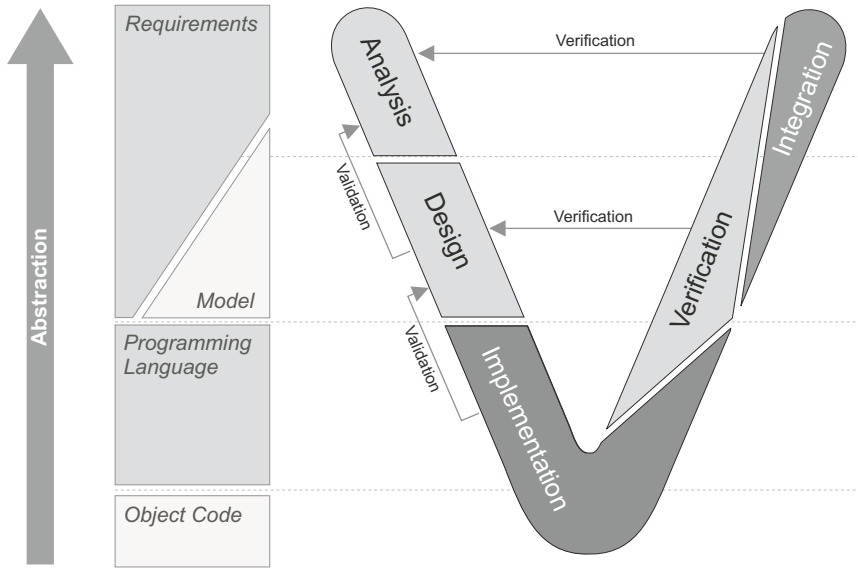 Requirements
Model
Programming
Language
Object Code
Abstraction
Analysis
Design
Implementation
Verification
Integration
Verification
Verification
Validation
Validation